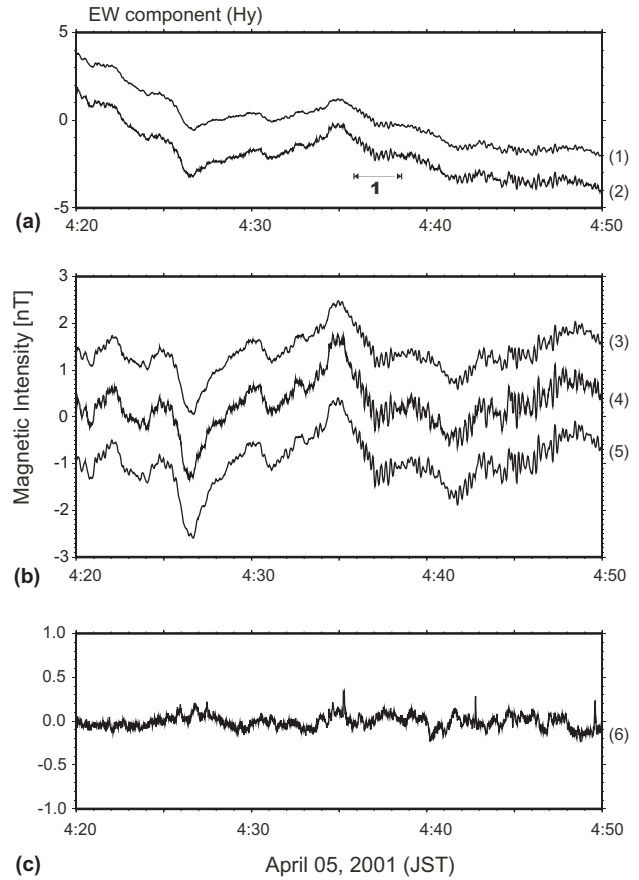 EW component (Hy)
5
0
-5
(1)
(2)
1
(a)
4:20 4:30 4:40 4:50
Magnetic Intensity [nT]
3
2
1
0
-1
-2
-3
(3)
(4)
(5)
(b)
4:20 4:30 4:40 4:50
1.0
0.5
0.0
-0.5
-1.0
(6)
4:20 4:30 4:40 4:50
(c)
April 05, 2001 (JST)